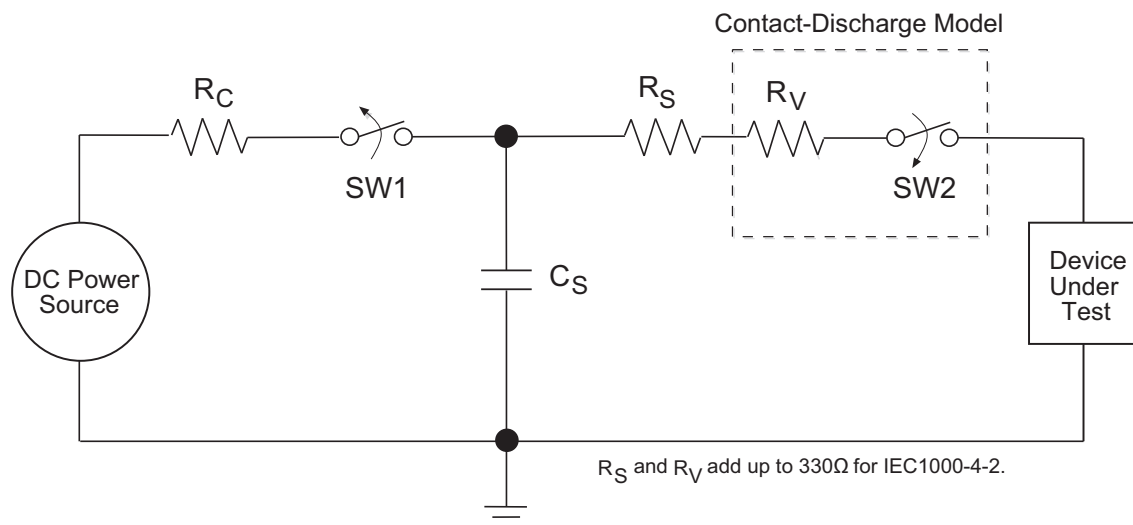 Contact-Discharge Model
RC
RS
RV
SW1
SW2
CS
DC Power
Source
Device
Under
Test
RS and RV add up to 330Ω for IEC1000-4-2.